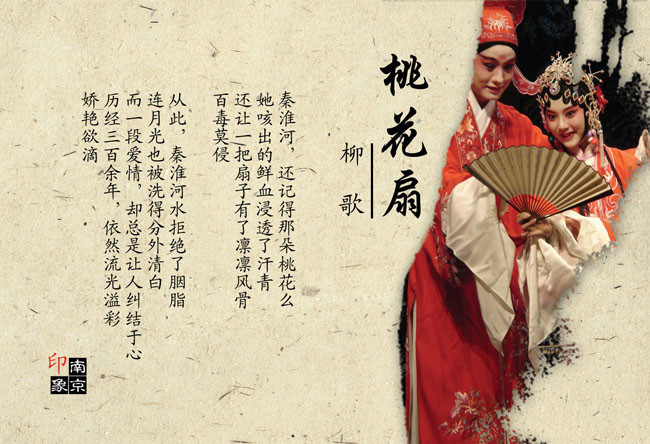 桃花扇
柳歌
秦淮河，还记得那朵桃花么
她咳出的鲜血浸透了汗青
还让一把扇子有了凛凛风骨
百毒莫侵
从此，秦淮河水拒绝了胭脂
连月光也被洗得分外清白
而一段爱情，却总是让人纠结于心
历经三百余年，依然流光溢彩
娇艳欲滴
南京
印象